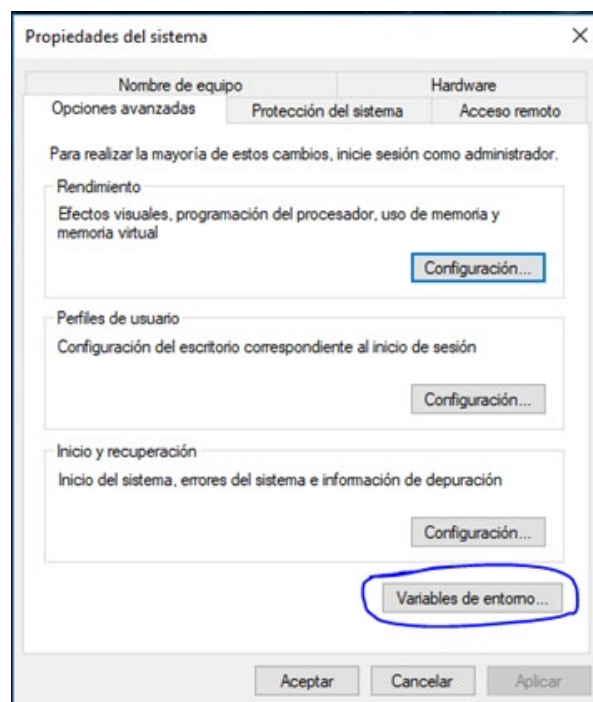 Propiedades del sistema
Nombre de equipo Hardware
Opciones avanzadas Protección del sistema Acceso remoto
Para realizar la mayoría de estos cambios, inicie sesión como administrador.
Rendimiento
Efectos visuales, programación del procesador, uso de memoria y
memoria virtual
Configuración...
Perfiles de usuario
Configuración del escritorio correspondiente al inicio de sesión
Configuración...
Inicio y recuperación
Inicio del sistema, errores del sistema e información de depuración
Configuración...
Variables de entorno...
Aceptar Cancelar Aplicar